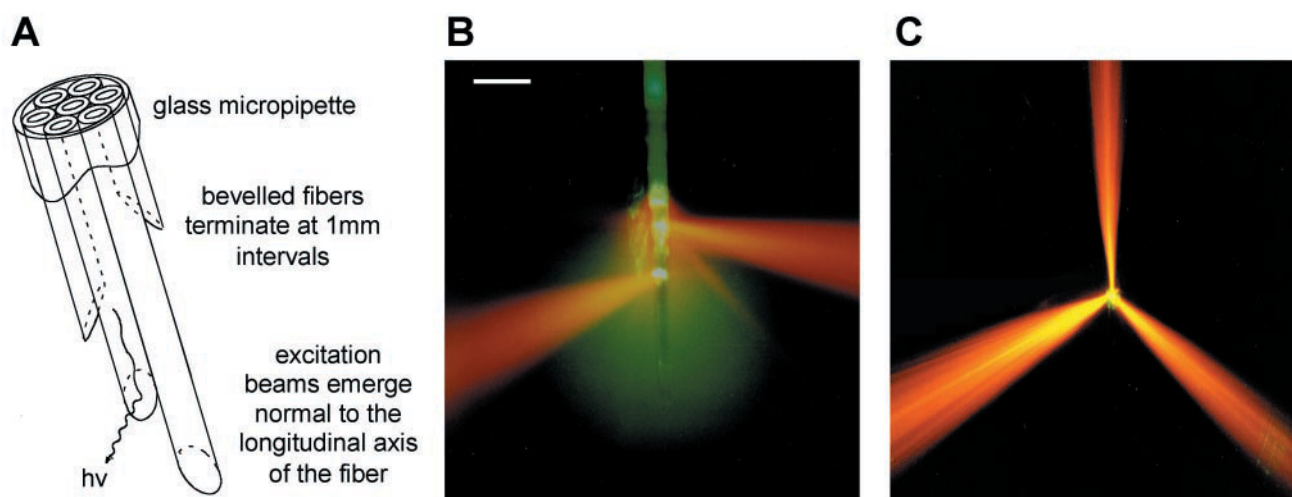 A
glass micropipette
bevelled fibers
terminate at 1mm
intervals
excitation
beams emerge
normal to the
longitudinal axis
of the fiber
hv
B
C